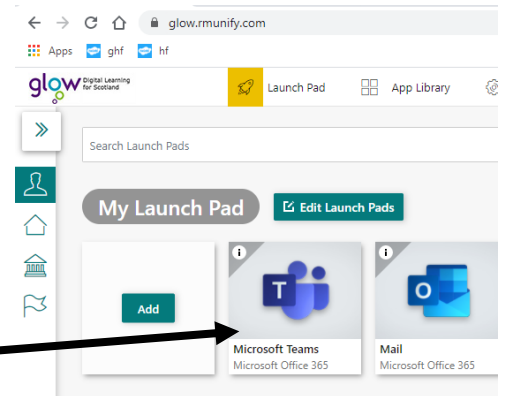 glow.rmunify.com
Apps ghf hf
glow Digital Learning for Scotland
Launch Pad App Library
Search Launch Pads
My Launch Pad Edit Launch Pads
Add
T
O
Microsoft Teams Mail
Microsoft Office 365 Microsoft Office 365